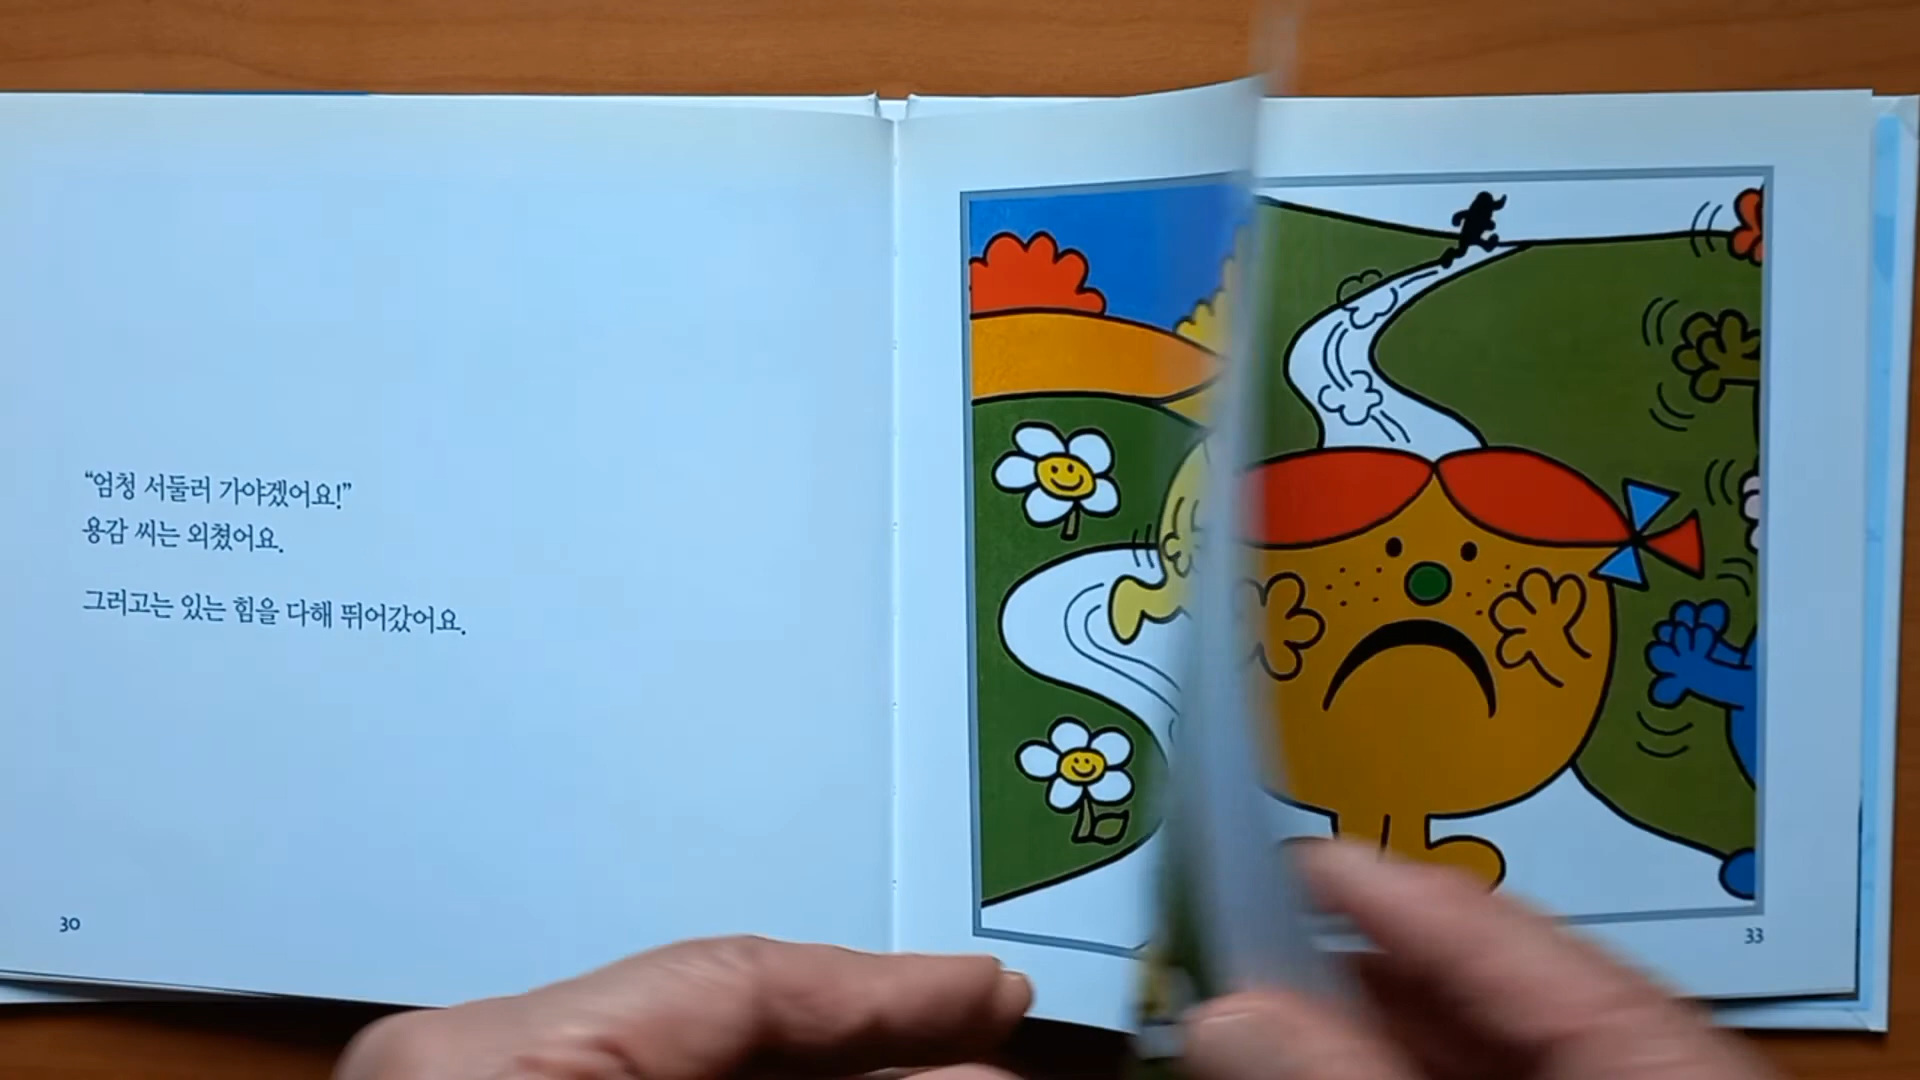 “엄청 서둘러 가야겠어요!”
용감 씨는 외쳤어요.
그러고는 있는 힘을 다해 뛰어갔어요.
30
33